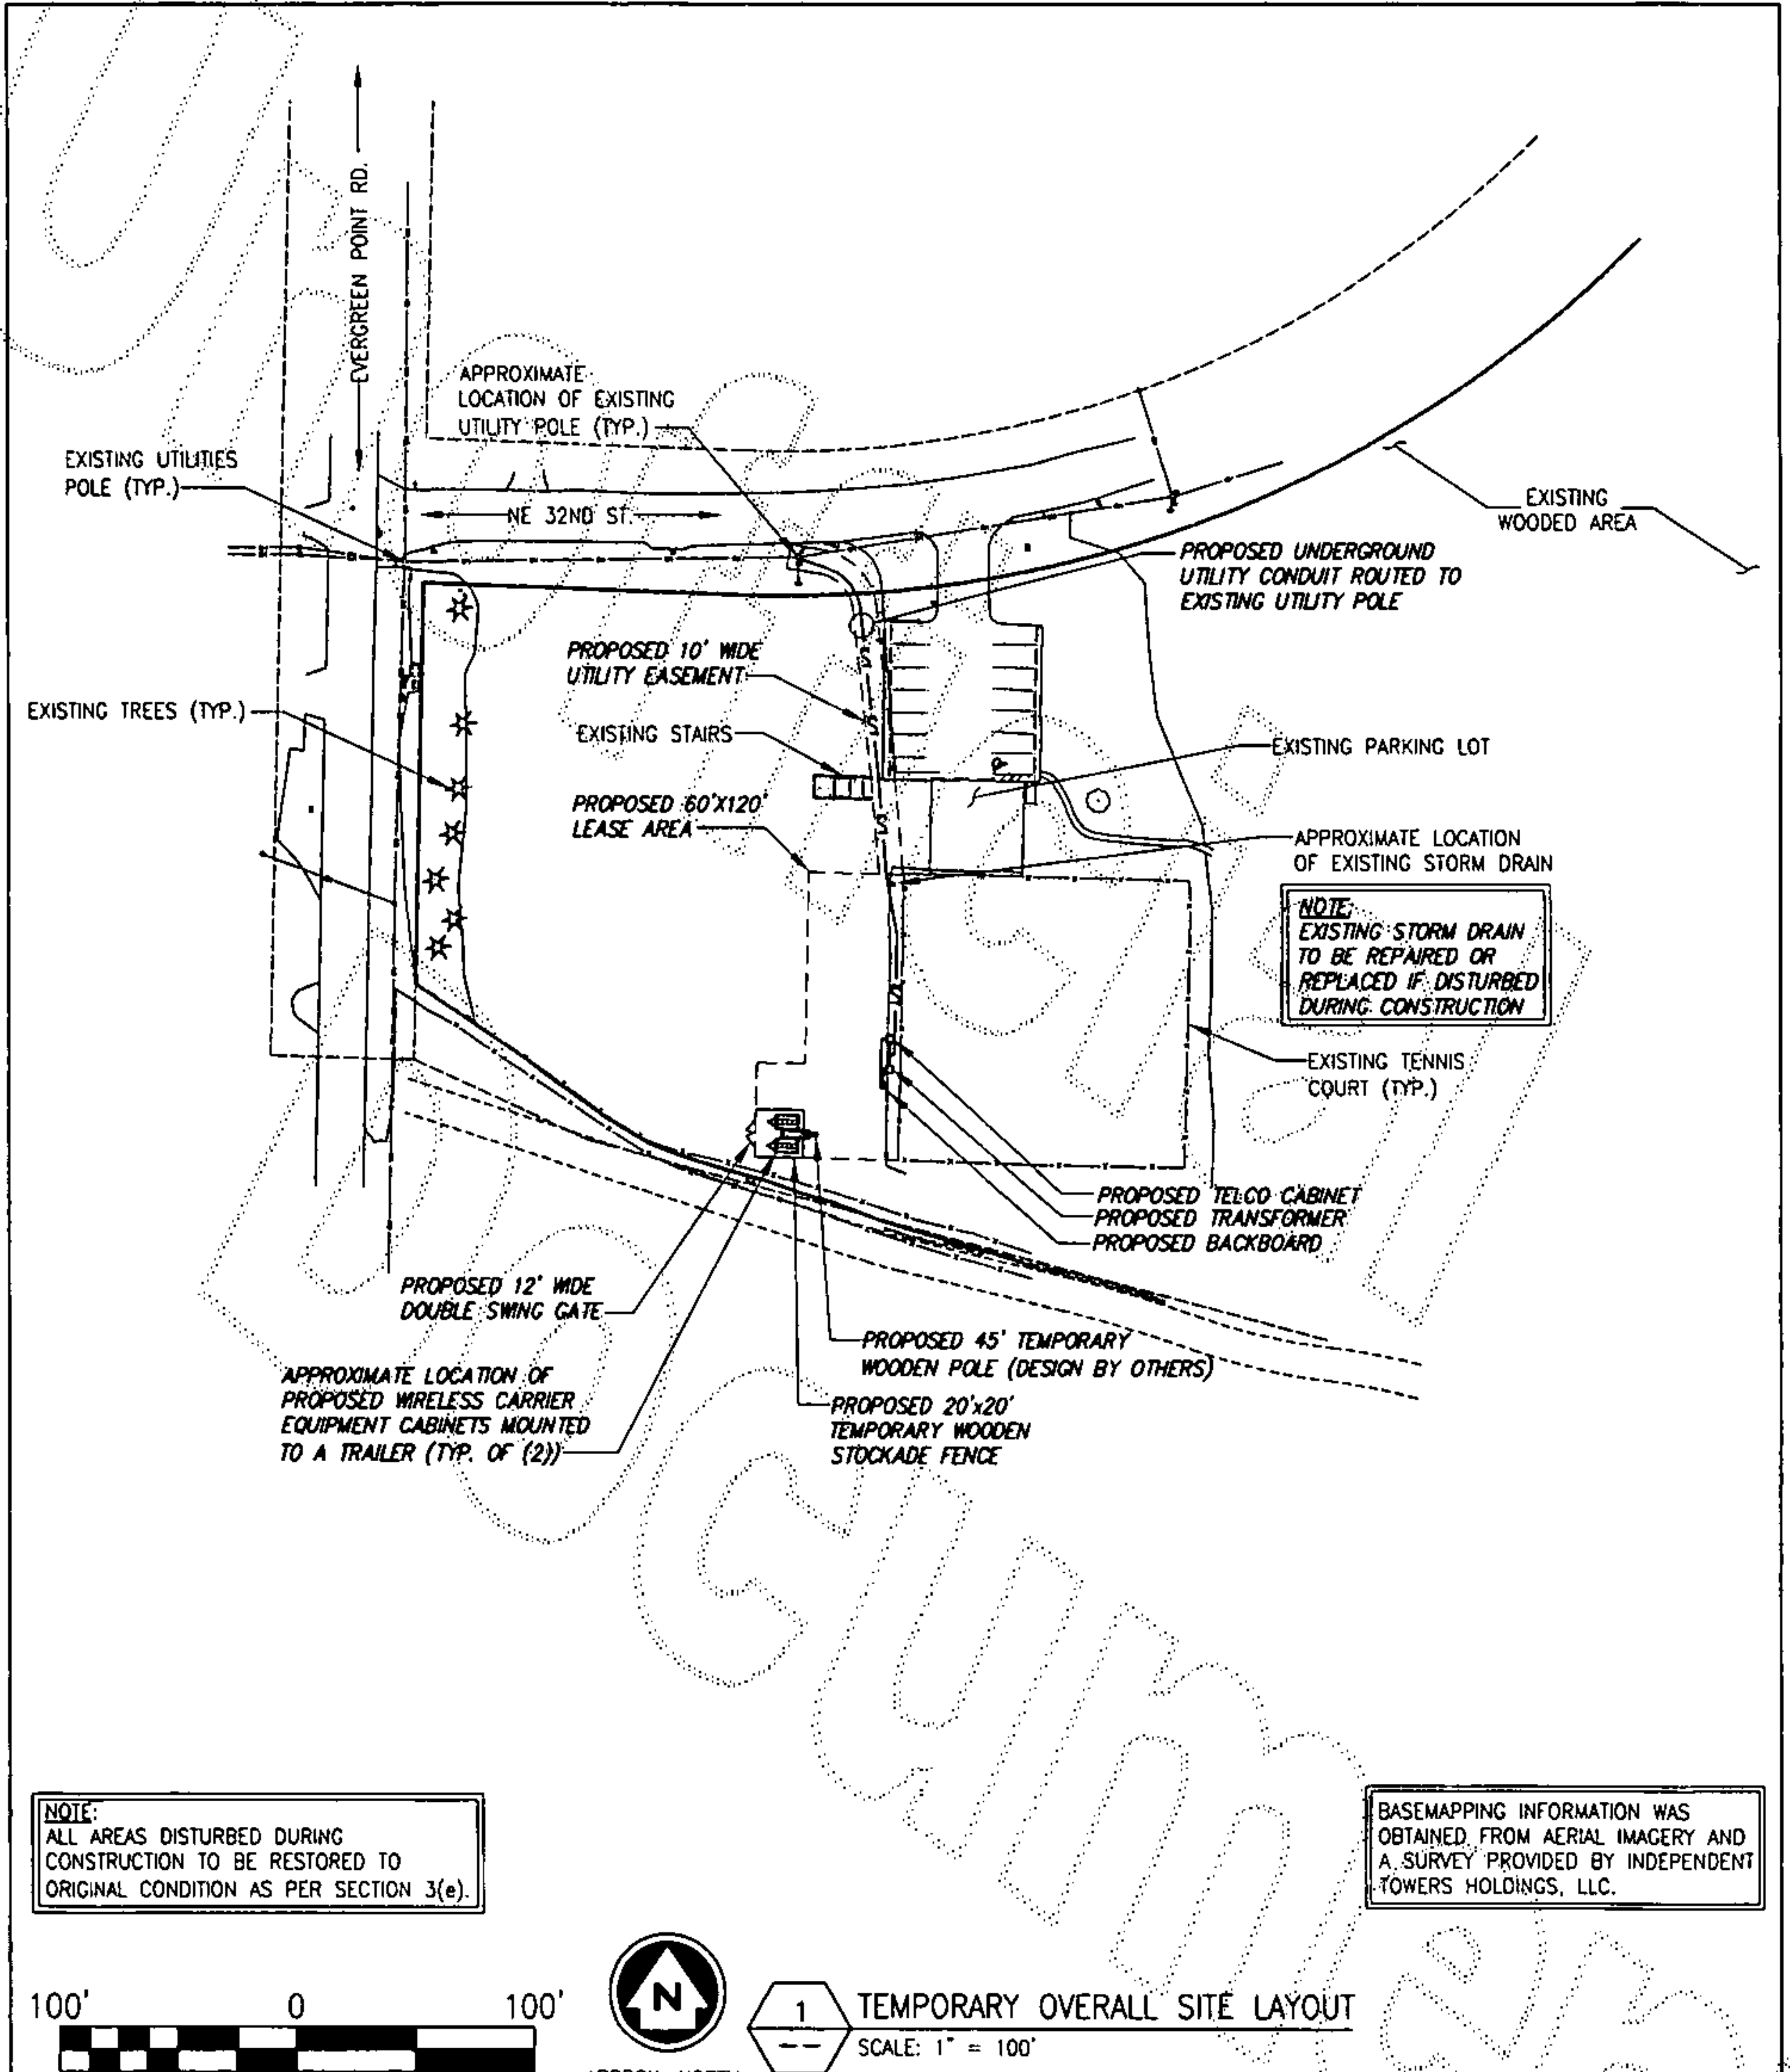 EVERGREEN POINT RD.
APPROXIMATE
LOCATION OF EXISTING
UTILITY POLE (TYP.)
EXISTING UTILITIES
POLE (TYP.)
NE 32ND ST.
EXISTING
WOODED AREA
PROPOSED UNDERGROUND
UTILITY CONDUIT ROUTED TO
EXISTING UTILITY POLE
PROPOSED 10' WIDE
UTILITY EASEMENT
EXISTING TREES (TYP.)
EXISTING STAIRS
EXISTING PARKING LOT
PROPOSED 60'X120'
LEASE AREA
APPROXIMATE LOCATION
OF EXISTING STORM DRAIN
NOTE:
EXISTING STORM DRAIN
TO BE REPAIRED OR
REPLACED IF DISTURBED
DURING CONSTRUCTION
EXISTING TENNIS
COURT (TYP.)
PROPOSED TELCO CABINET
PROPOSED TRANSFORMER
PROPOSED BACKBOARD
PROPOSED 12' WIDE
DOUBLE SWING GATE
PROPOSED 45' TEMPORARY
WOODEN POLE (DESIGN BY OTHERS)
APPROXIMATE LOCATION OF
PROPOSED WIRELESS CARRIER
EQUIPMENT CABINETS MOUNTED
TO A TRAILER (TYP. OF (2))
PROPOSED 20'x20'
TEMPORARY WOODEN
STOCKADE FENCE
NOTE:
ALL AREAS DISTURBED DURING
CONSTRUCTION TO BE RESTORED TO
ORIGINAL CONDITION AS PER SECTION 3(e).
BASEMAPPING INFORMATION WAS
OBTAINED FROM AERIAL IMAGERY AND
A SURVEY PROVIDED BY INDEPENDENT
TOWERS HOLDINGS, LLC.
100' 0 100'
N
1 TEMPORARY OVERALL SITE LAYOUT
SCALE: 1" = 100'